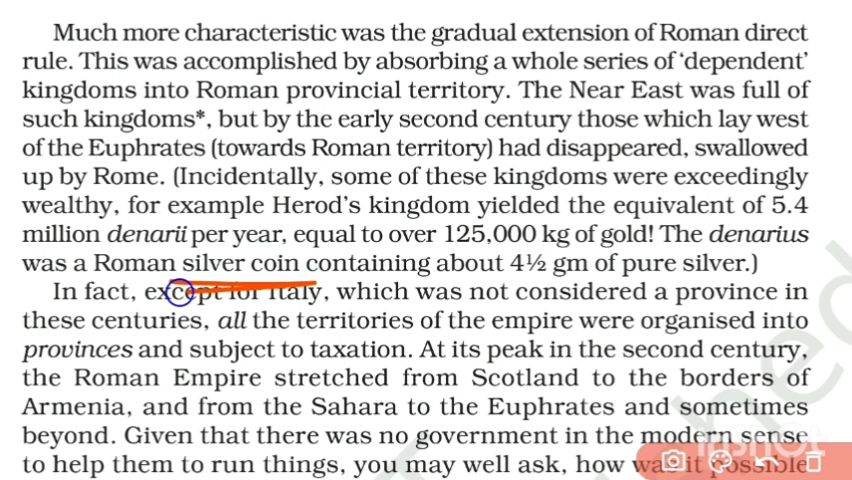 Much more characteristic was the gradual extension of Roman direct
rule. This was accomplished by absorbing a whole series of ‘dependent’
kingdoms into Roman provincial territory. The Near East was full of
such kingdoms*, but by the early second century those which lay west
of the Euphrates (towards Roman territory) had disappeared, swallowed
up by Rome. (Incidentally, some of these kingdoms were exceedingly
wealthy, for example Herod’s kingdom yielded the equivalent of 5.4
million denarii per year, equal to over 125,000 kg of gold! The denarius
was a Roman silver coin containing about 4½ gm of pure silver.)
In fact, except for Italy, which was not considered a province in
these centuries, all the territories of the empire were organised into
provinces and subject to taxation. At its peak in the second century,
the Roman Empire stretched from Scotland to the borders of
Armenia, and from the Sahara to the Euphrates and sometimes
beyond. Given that there was no government in the modern sense
to help them to run things, you may well ask, how was it possible